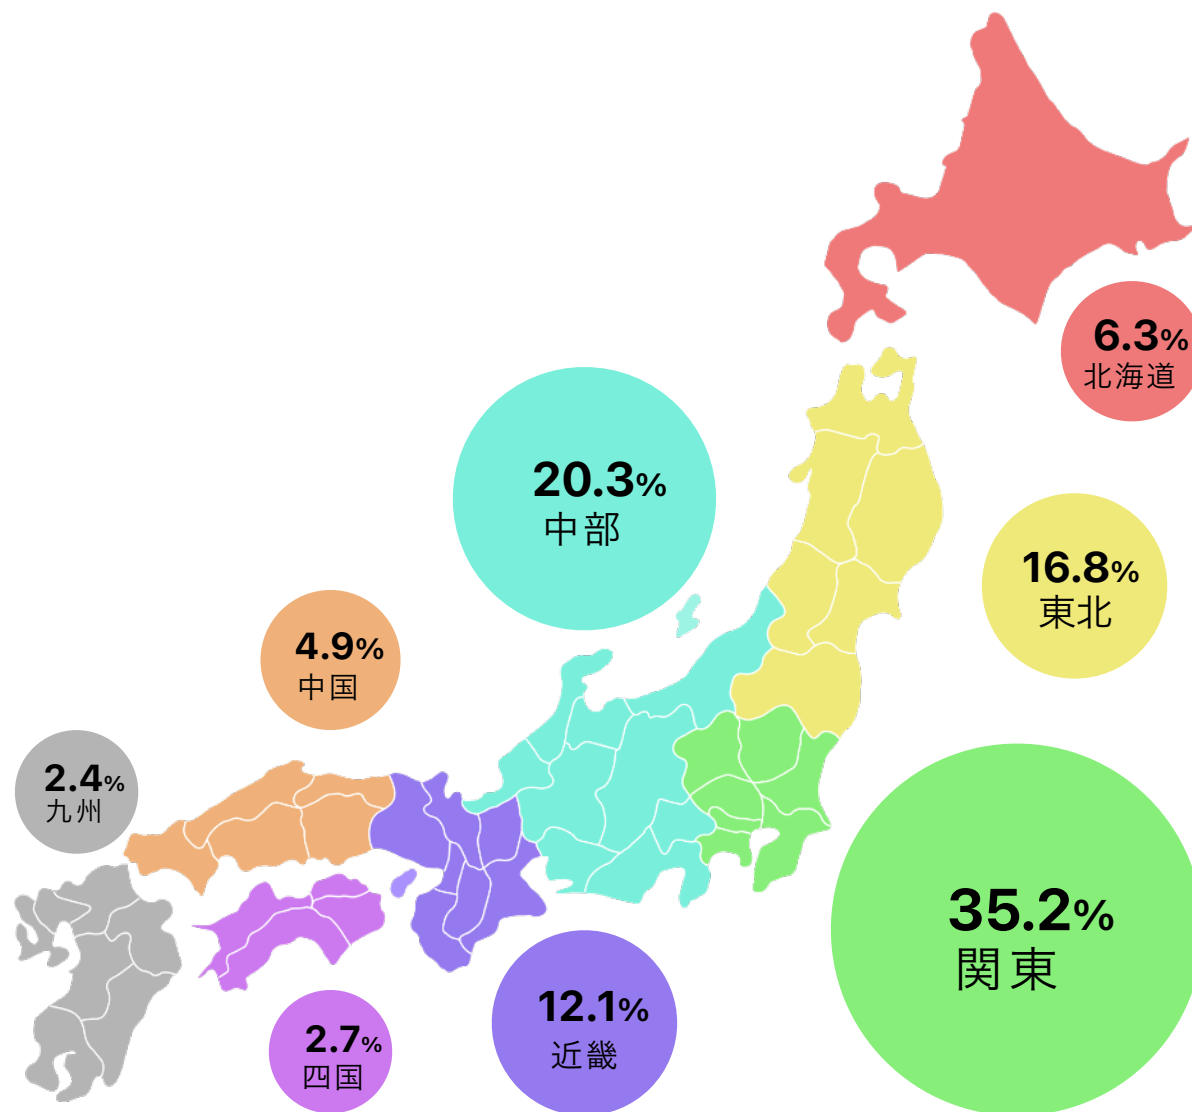 6.3%
北海道
20.3%
中部
16.8%
東北
4.9%
中国
2.4%
九州
35.2%
関東
12.1%
近畿
2.7%
四国